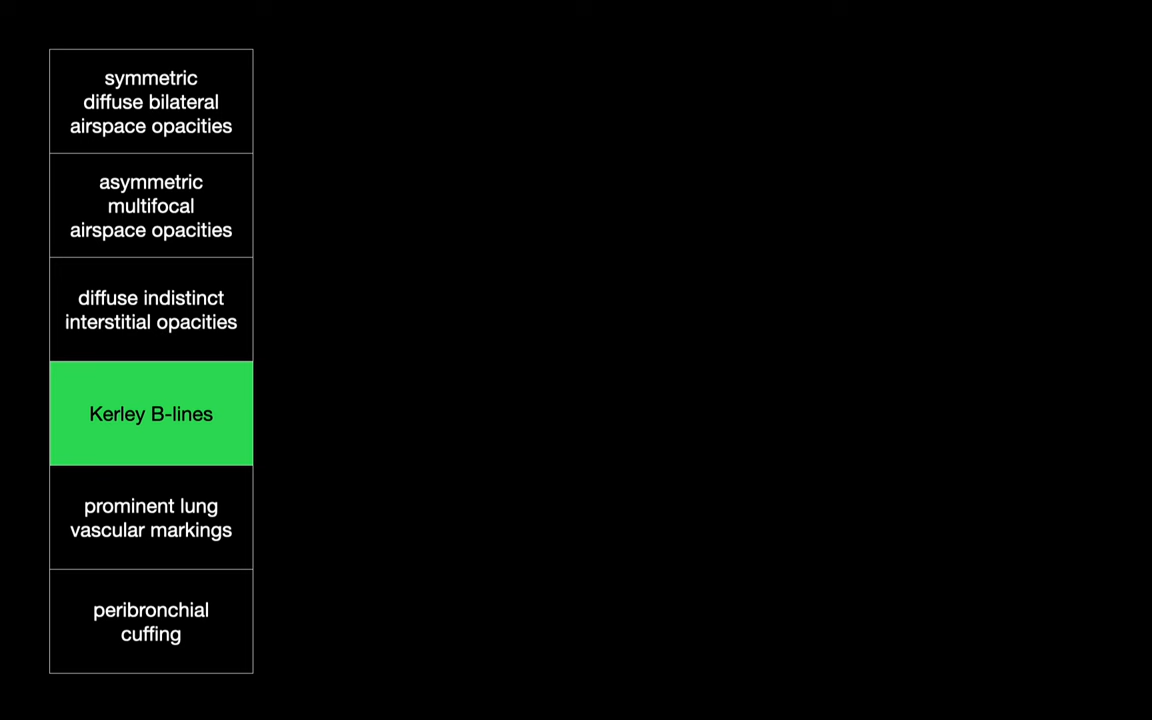 symmetric
diffuse bilateral
airspace opacities
asymmetric
multifocal
airspace opacities
diffuse indistinct
interstitial opacities
Kerley B-lines
prominent lung
vascular markings
peribronchial
cuffing